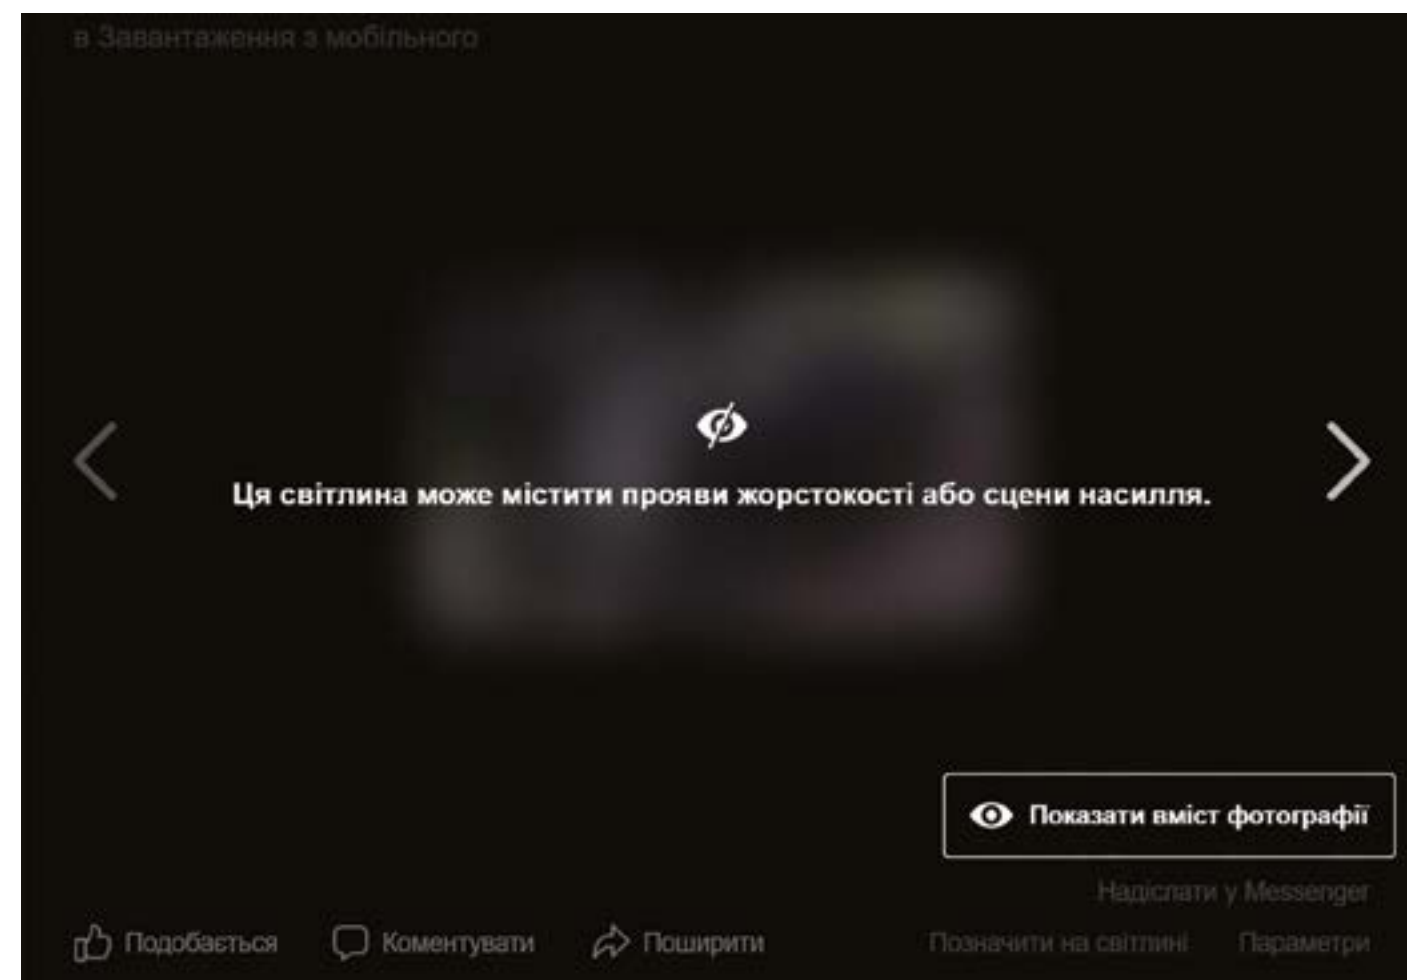 в Завантаження з мобільного
Ця світлина може містити прояви жорстокості або сцени насилля.
Показати вміст фотографії
Надіслати у Messenger
Подобається Коментувати Поширити Позначити на світлині Параметри